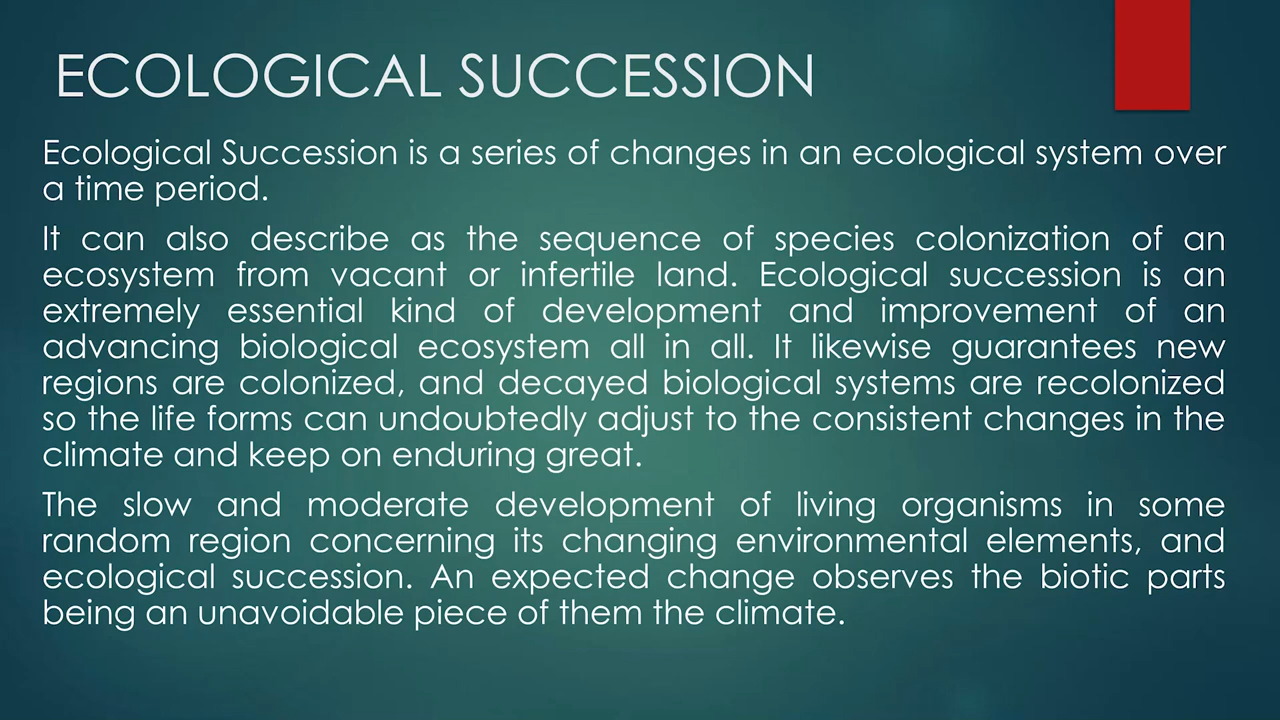 ECOLOGICAL SUCCESSION
Ecological Succession is a series of changes in an ecological system over
a time period.
It can also describe as the sequence of species colonization of an
ecosystem from vacant or infertile land. Ecological succession is an
extremely essential kind of development and improvement of an
advancing biological ecosystem all in all. It likewise guarantees new
regions are colonized, and decayed biological systems are recolonized
so the life forms can undoubtedly adjust to the consistent changes in the
climate and keep on enduring great.
The slow and moderate development of living organisms in some
random region concerning its changing environmental elements, and
ecological succession. An expected change observes the biotic parts
being an unavoidable piece of them the climate.